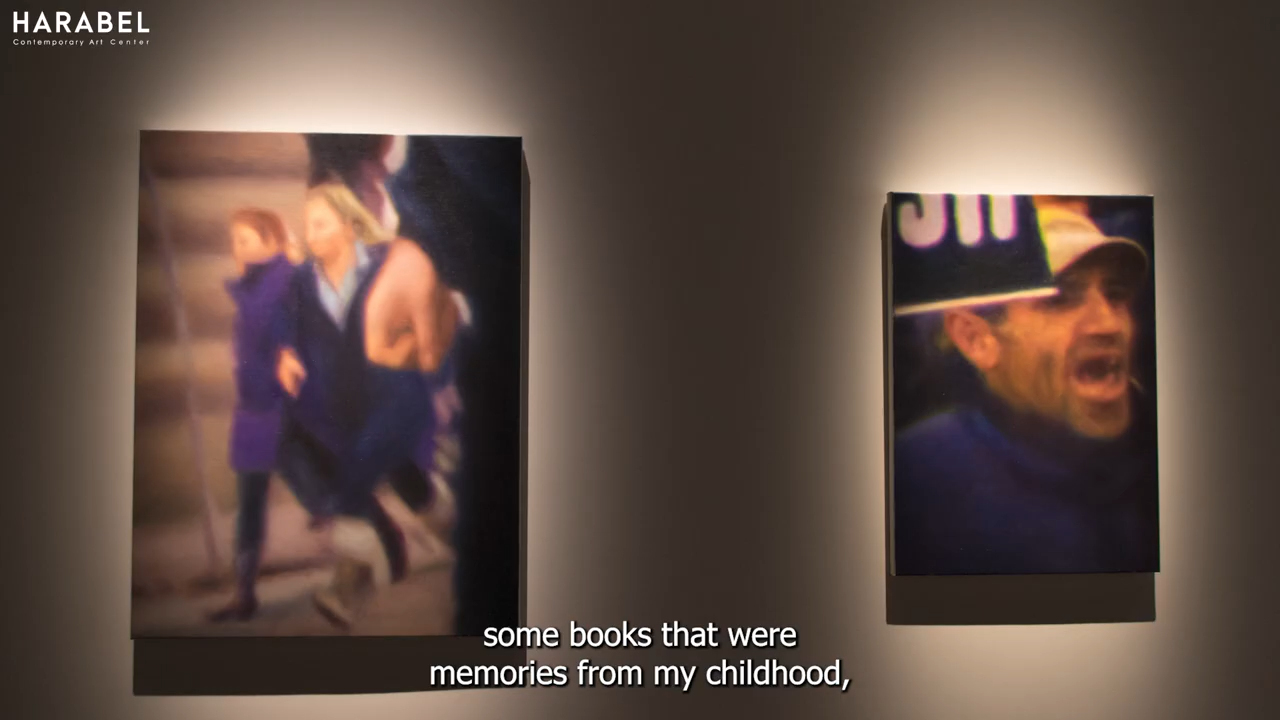 HARABEL
Contemporary Art Center
some books that were
memories from my childhood,